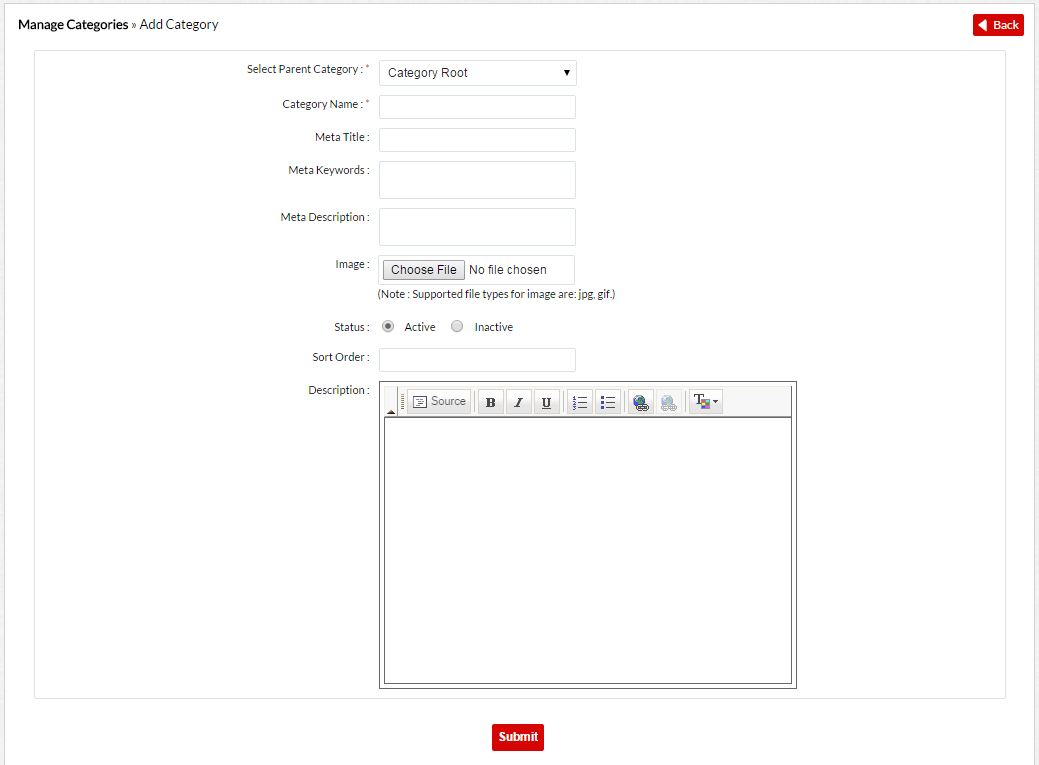 Manage Categories » Add Category
Back
Select Parent Category : *
Category Root
Category Name : *
Meta Title :
Meta Keywords :
Meta Description :
Image :
Choose File No file chosen
(Note : Supported file types for image are: jpg, gif.)
Status :
Active Inactive
Sort Order :
Description :
Source B I U
Submit